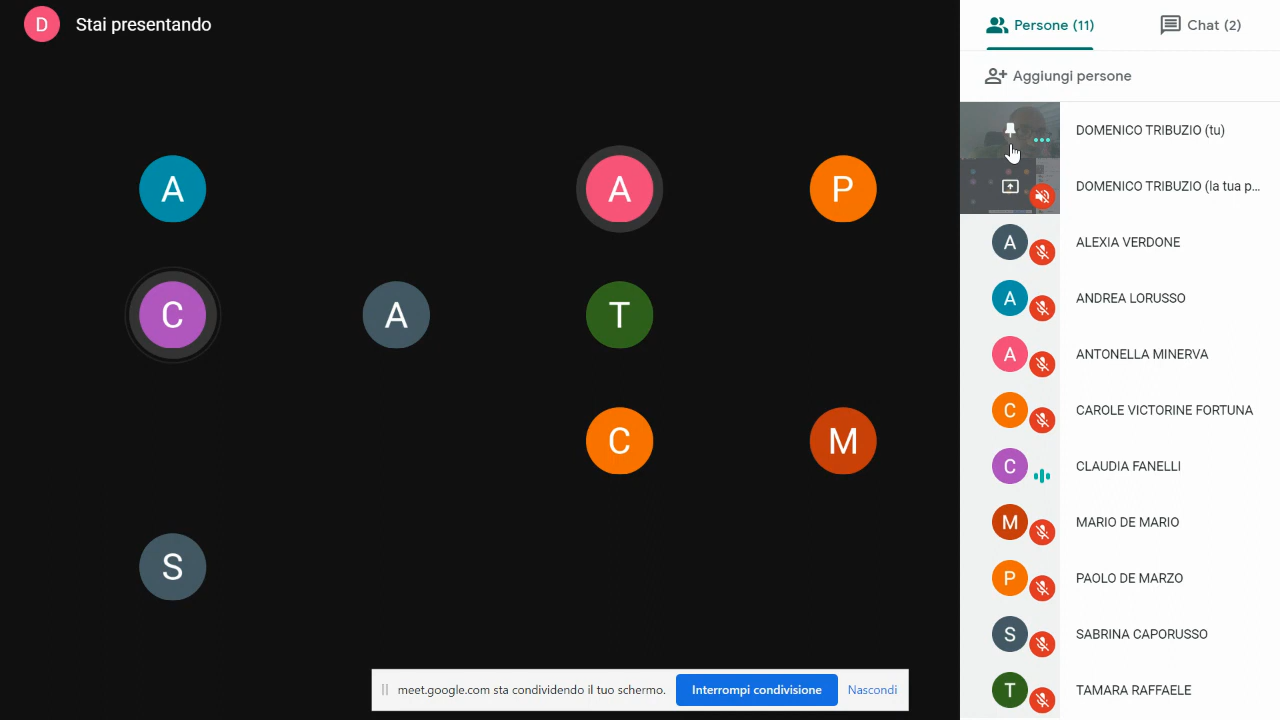 D Stai presentando
Persone (11)
Chat (2)
Aggiungi persone
DOMENICO TRIBUZIO (tu)
DOMENICO TRIBUZIO (la tua p...
A ALEXIA VERDONE
A ANDREA LORUSSO
A ANTONELLA MINERVA
C CAROLE VICTORINE FORTUNA
C CLAUDIA FANELLI
M MARIO DE MARIO
P PAOLO DE MARZO
S SABRINA CAPORUSSO
T TAMARA RAFFAELE
A A P
C A T
C M
S
meet.google.com sta condividendo il tuo schermo. Interrompi condivisione Nascondi